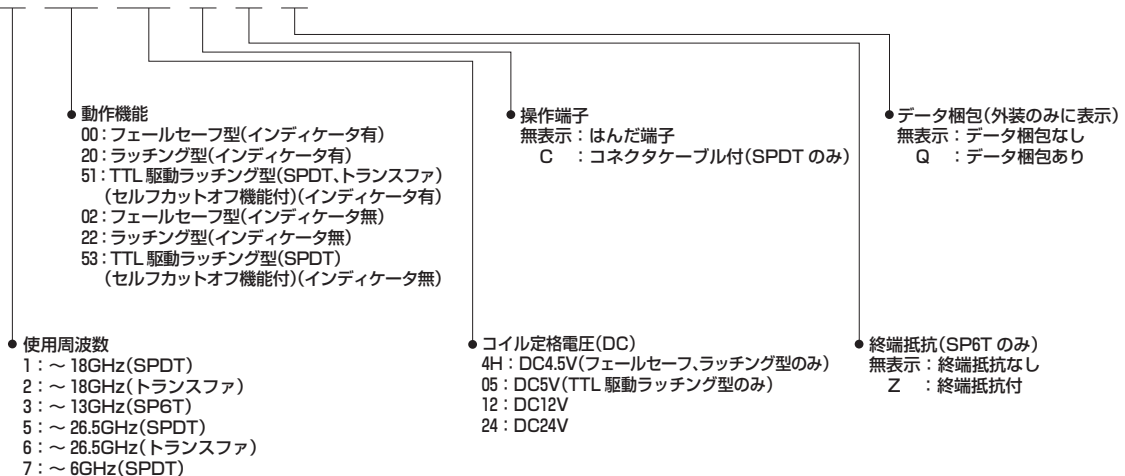 動作機能
00:フェールセーフ型(インディケータ有)
20:ラッチング型(インディケータ有)
51:TTL 駆動ラッチング型(SPDT、トランスファ)
(セルフカットオフ機能付)(インディケータ有)
02:フェールセーフ型(インディケータ無)
22:ラッチング型(インディケータ無)
53:TTL 駆動ラッチング型(SPDT)
(セルフカットオフ機能付)(インディケータ無)
操作端子
無表示:はんだ端子
C :コネクタケーブル付(SPDT のみ)
データ梱包(外装のみに表示)
無表示:データ梱包なし
Q :データ梱包あり
使用周波数
1:~ 18GHz(SPDT)
2:~ 18GHz(トランスファ)
3:~ 13GHz(SP6T)
5:~ 26.5GHz(SPDT)
6:~ 26.5GHz(トランスファ)
7:~ 6GHz(SPDT)
コイル定格電圧(DC)
4H:DC4.5V(フェールセーフ、ラッチング型のみ)
05:DC5V(TTL 駆動ラッチング型のみ)
12:DC12V
24:DC24V
終端抵抗(SP6T のみ)
無表示:終端抵抗なし
Z :終端抵抗付